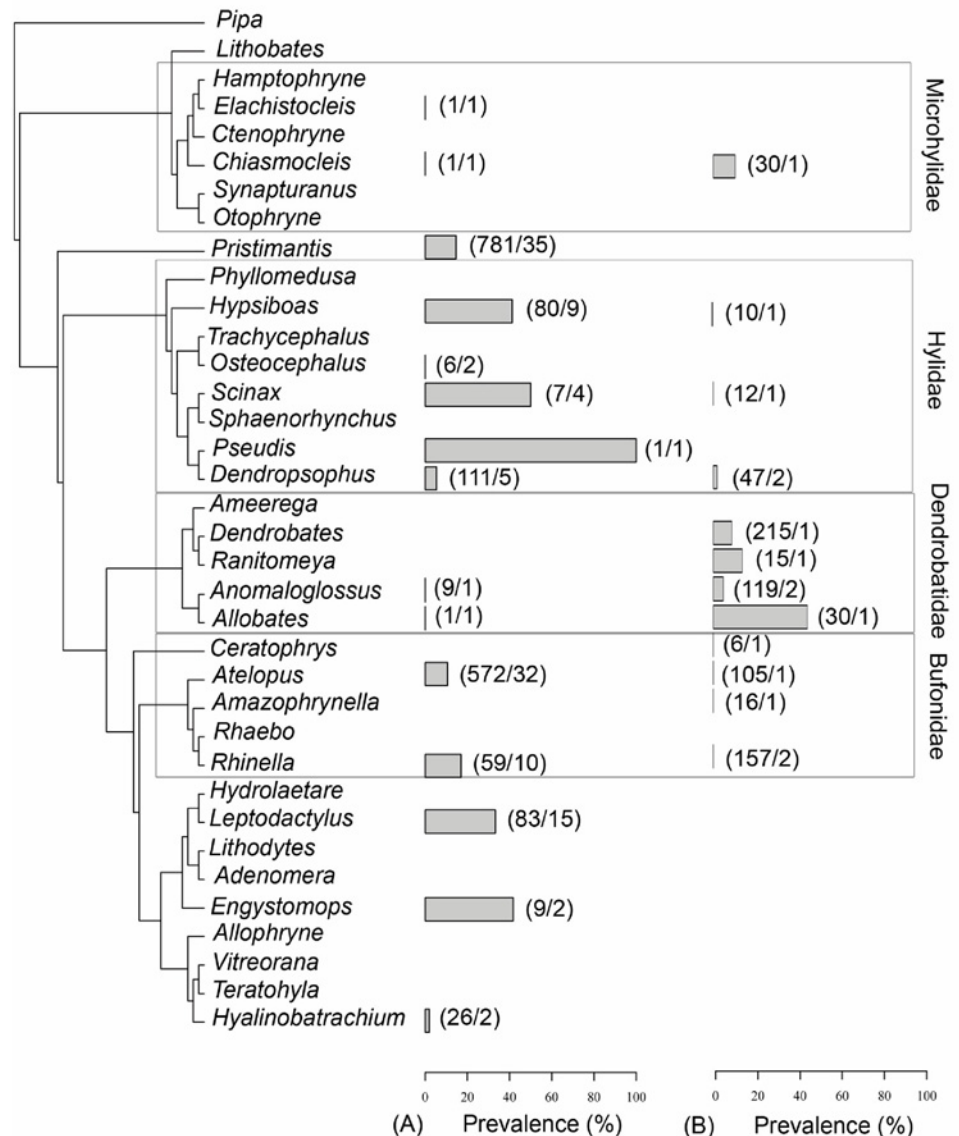 Pipa
Lithobates
Hamptophryne
Elachistocleis (1/1)
Ctenophryne
Chiasmocleis (1/1) (30/1)
Synapturanus
Otophryne
Microhylidae
Pristimantis (781/35)
Phyllomedusa
Hypsiboas (80/9) (10/1)
Trachycephalus
Osteocephalus (6/2)
Scinax (7/4) (12/1)
Sphaenorhynchus
Pseudis (1/1)
Dendropsophus (111/5) (47/2)
Hylidae
Ameerega
Dendrobates (215/1)
Ranitomeya (15/1)
Anomaloglossus (9/1) (119/2)
Allobates (1/1) (30/1)
Dendrobatidae
Ceratophrys (6/1)
Atelopus (572/32) (105/1)
Amazophrynella (16/1)
Rhaebo
Rhinella (59/10) (157/2)
Bufonidae
Hydrolaetare
Leptodactylus (83/15)
Lithodytes
Adenomera
Engystomops (9/2)
Allophryne
Vitreorana
Teratohyla
Hyalinobatrachium (26/2)
0 20 40 60 80 100 0 20 40 60 80 100
(A) Prevalence (%) (B) Prevalence (%)